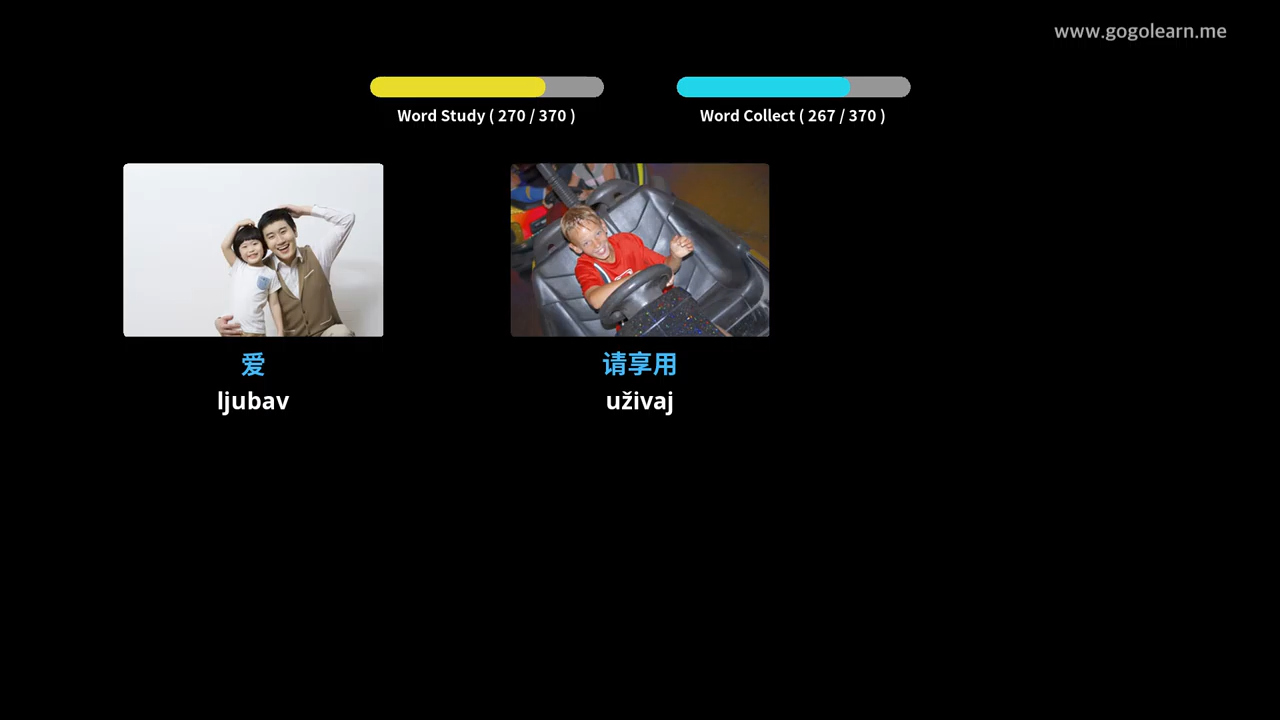 www.gogolearn.me
Word Study ( 270 / 370 )
Word Collect ( 267 / 370 )
爱
ljubav
请享用
uživaj